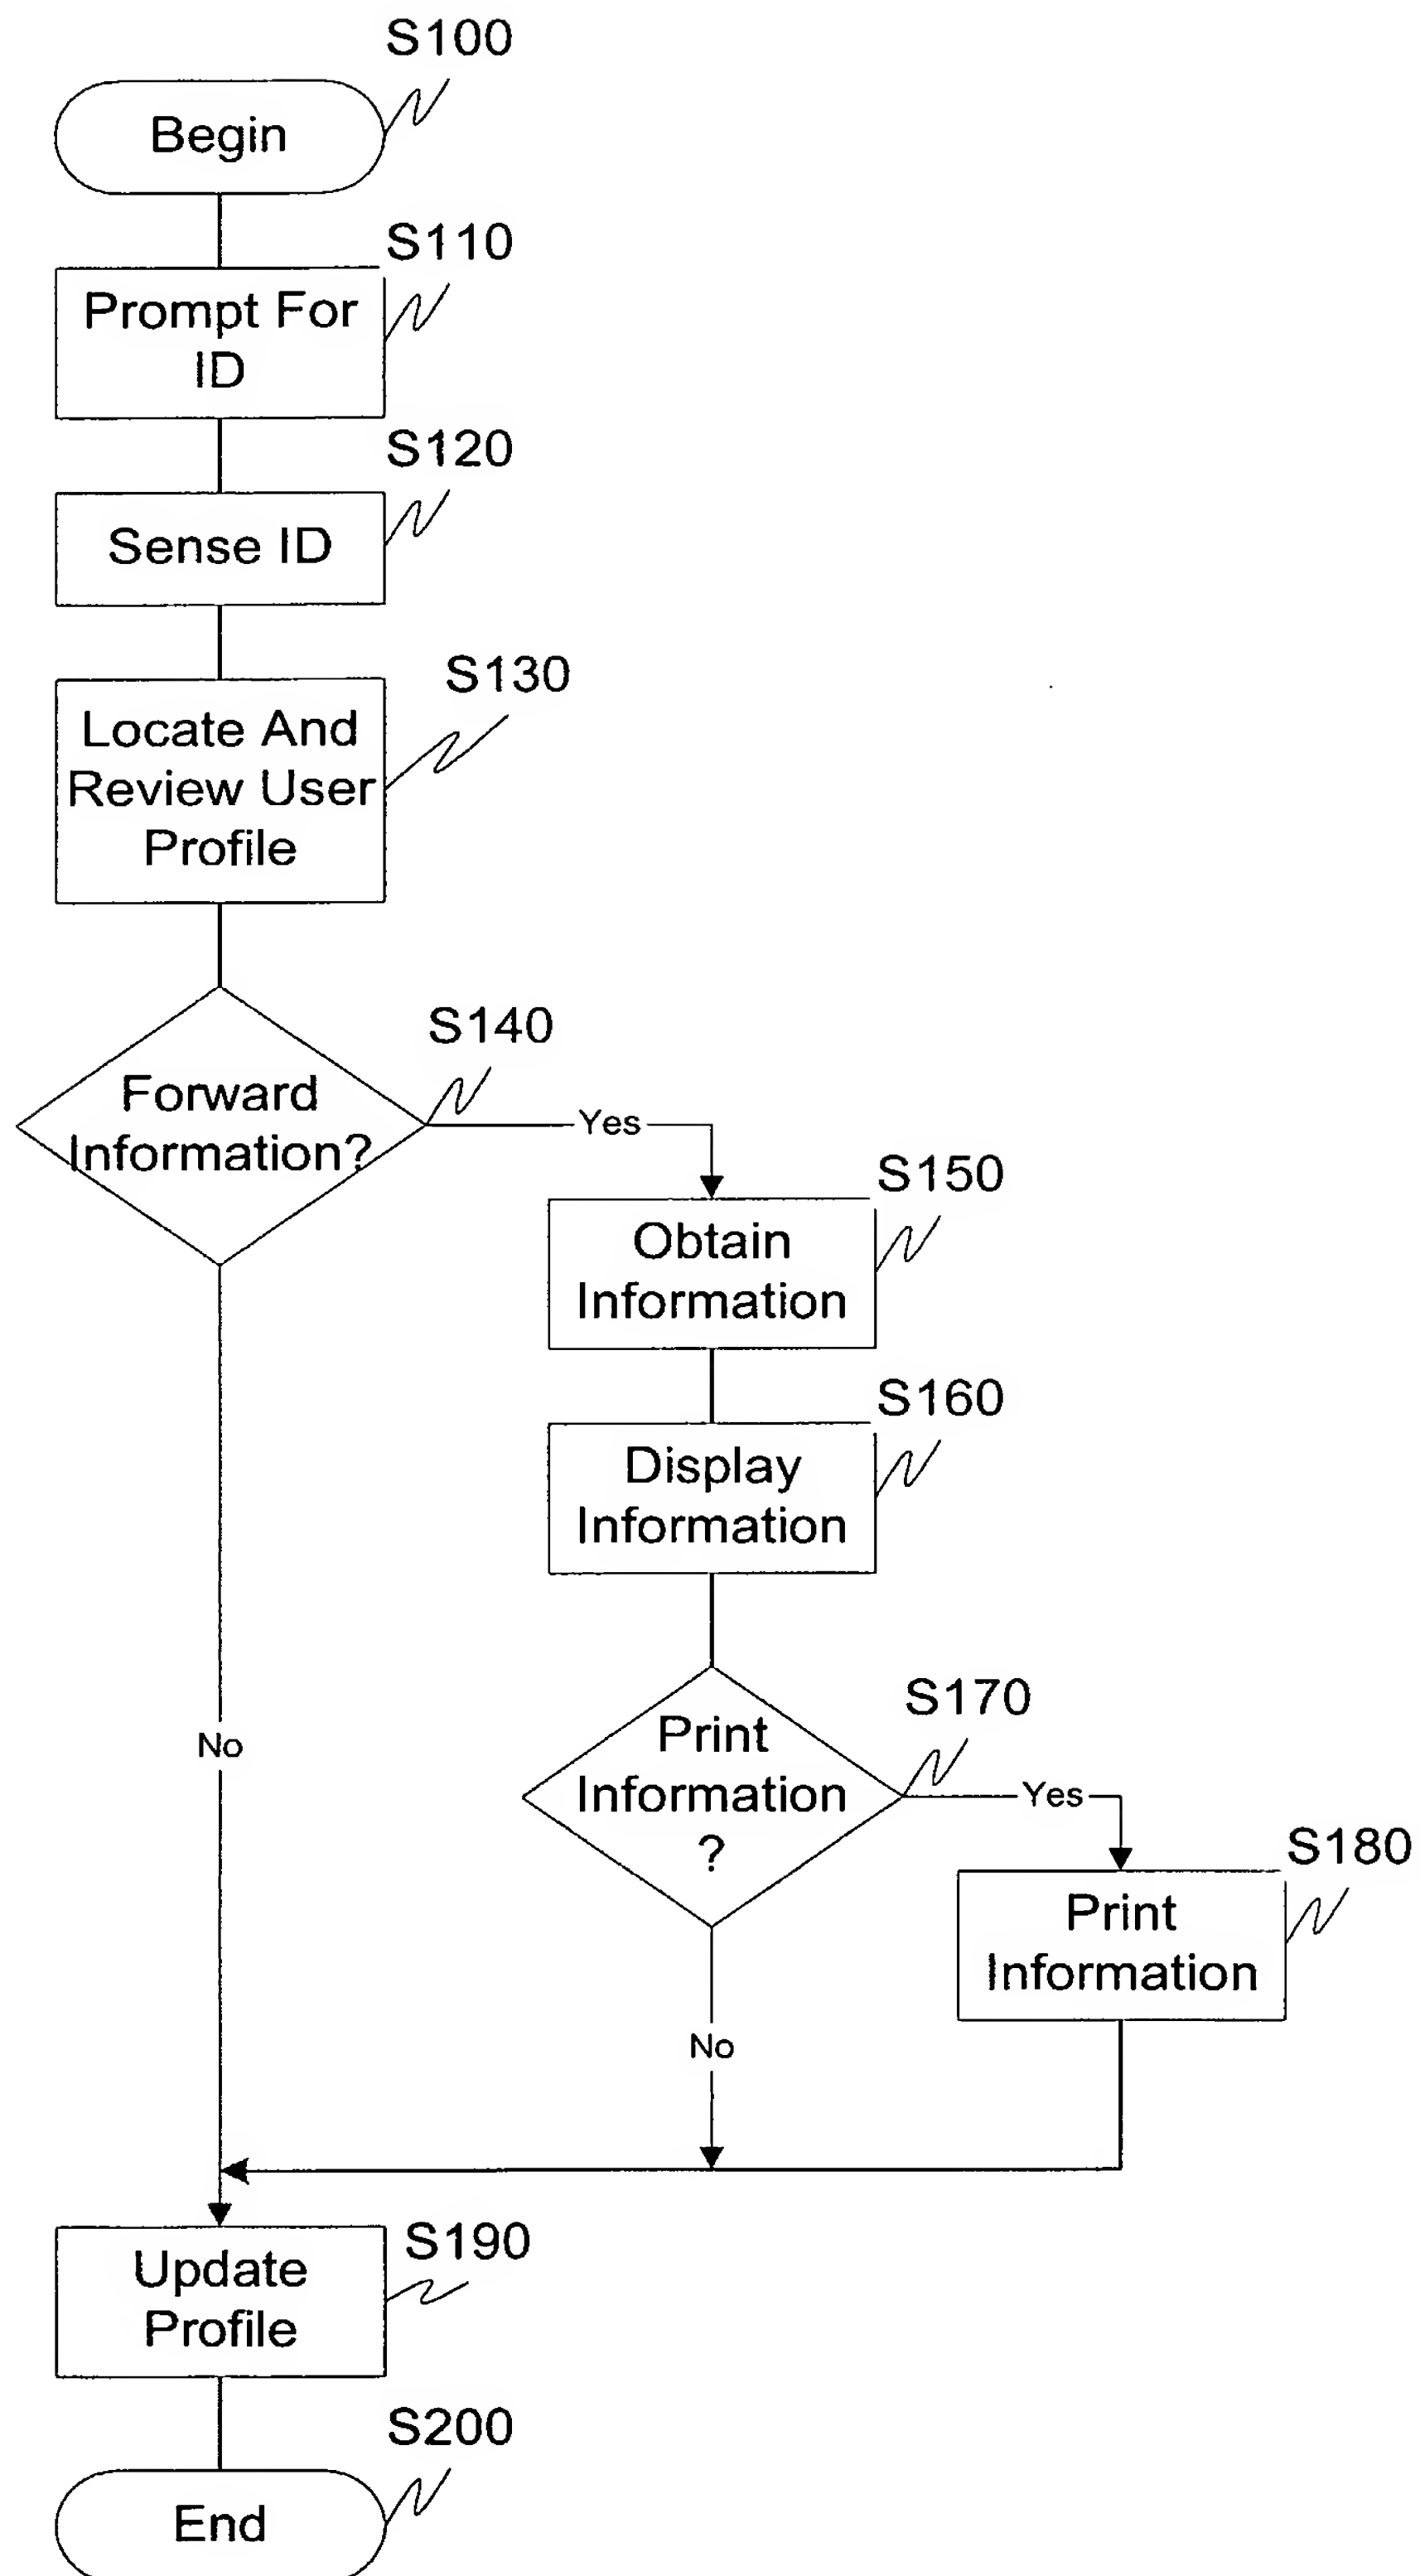 S100
Begin
S110
Prompt For
ID
S120
Sense ID
S130
Locate And
Review User
Profile
S140
Forward
Information?
Yes
S150
Obtain
Information
S160
Display
Information
S170
Print
Information
?
Yes
S180
Print
Information
No
No
S190
Update
Profile
S200
End